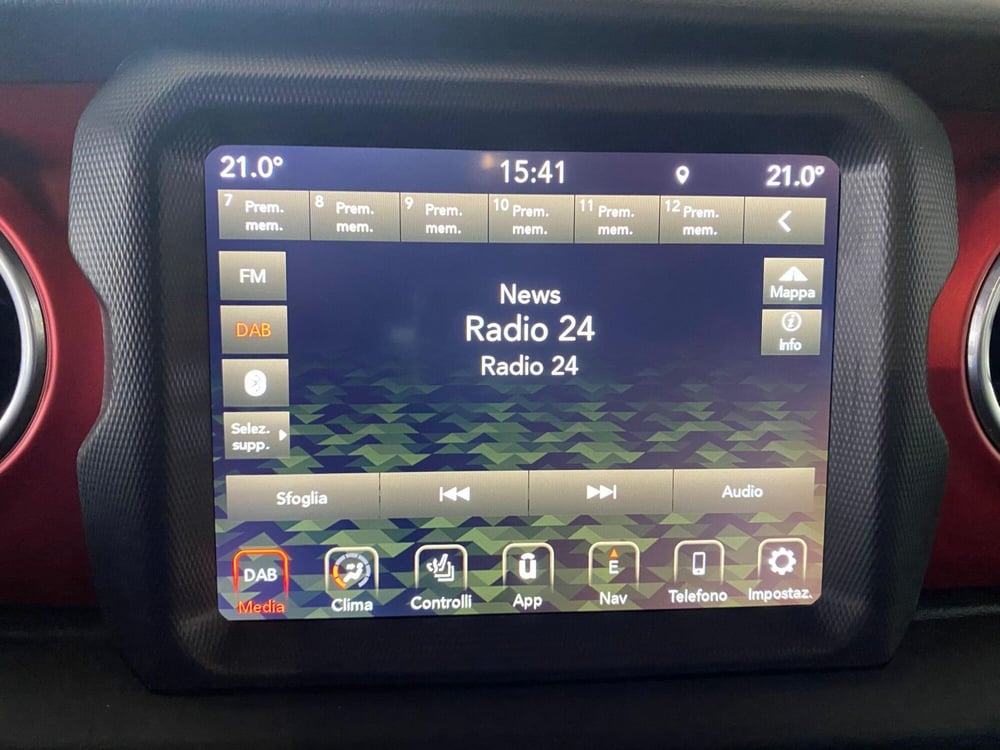 21.0° 15:41 21.0°
7 Prem. mem.
8 Prem. mem.
9 Prem. mem.
10 Prem. mem.
11 Prem. mem.
12 Prem. mem.
FM
News
Mappa
DAB
Radio 24
Info
Radio 24
Selez.
supp.
Sfoglia
Audio
DAB
Media
Clima
Controlli
App
E
Nav
Telefono
Impostaz.